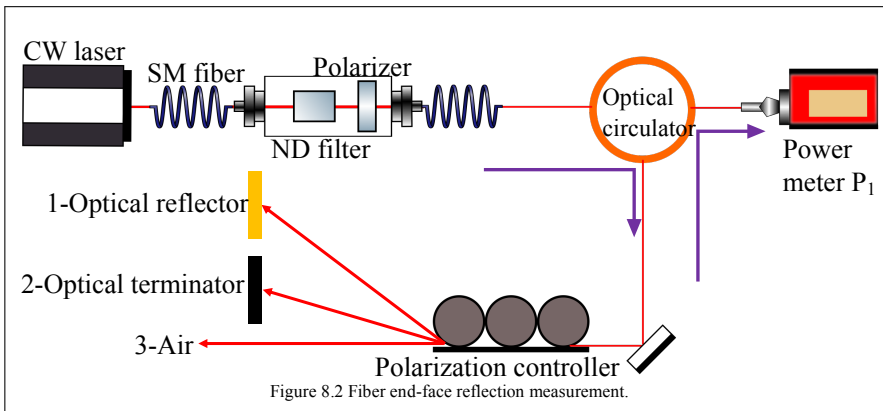 CW laser
SM fiber
Polarizer
ND filter
Optical
circulator
Power
meter P1
1-Optical reflector
2-Optical terminator
3-Air
Polarization controller
Figure 8.2 Fiber end-face reflection measurement.